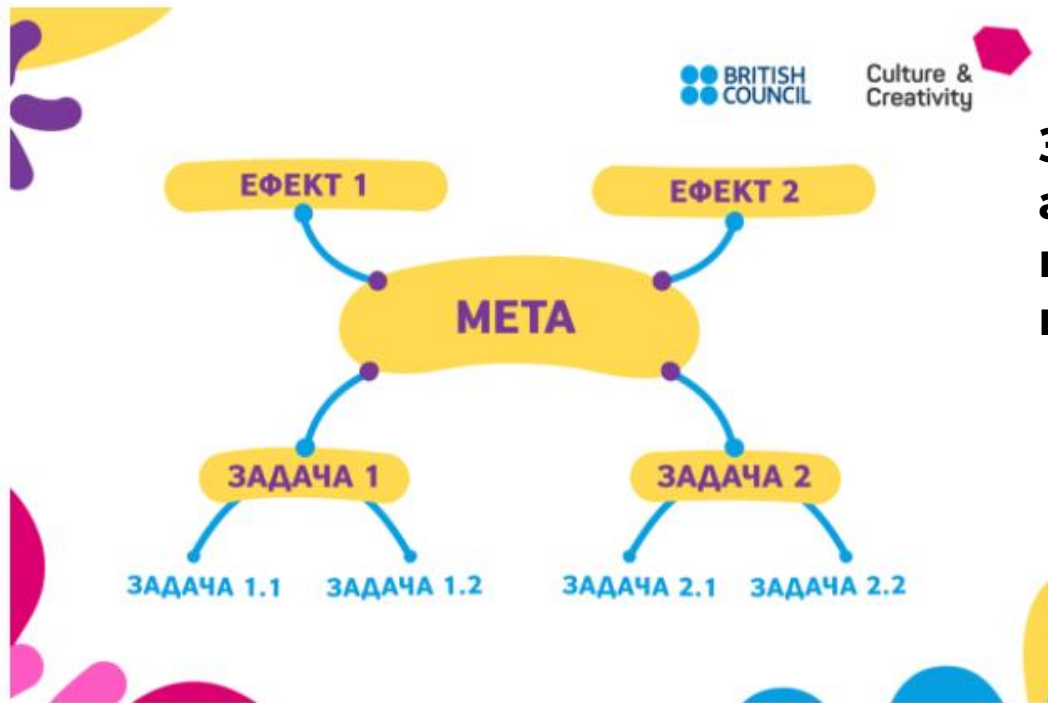 BRITISH COUNCIL
Culture & Creativity
ЕФЕКТ 1
ЕФЕКТ 2
МЕТА
ЗАДАЧА 1
ЗАДАЧА 2
ЗАДАЧА 1.1
ЗАДАЧА 1.2
ЗАДАЧА 2.1
ЗАДАЧА 2.2